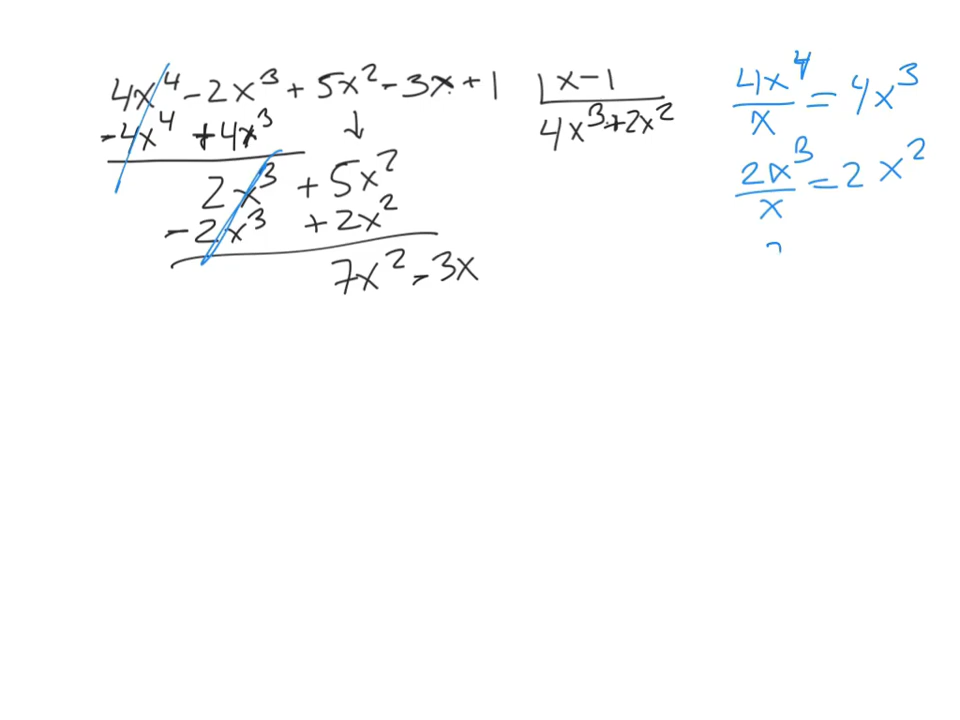 4x⁴ - 2x³ + 5x² - 3x + 1 | x - 1
- 4x⁴ + 4x³ ↓ 4x³ + 2x²
2x³ + 5x²
- 2x³ + 2x²
7x² - 3x
4x⁴/x = 4x³
2x³/x = 2x²